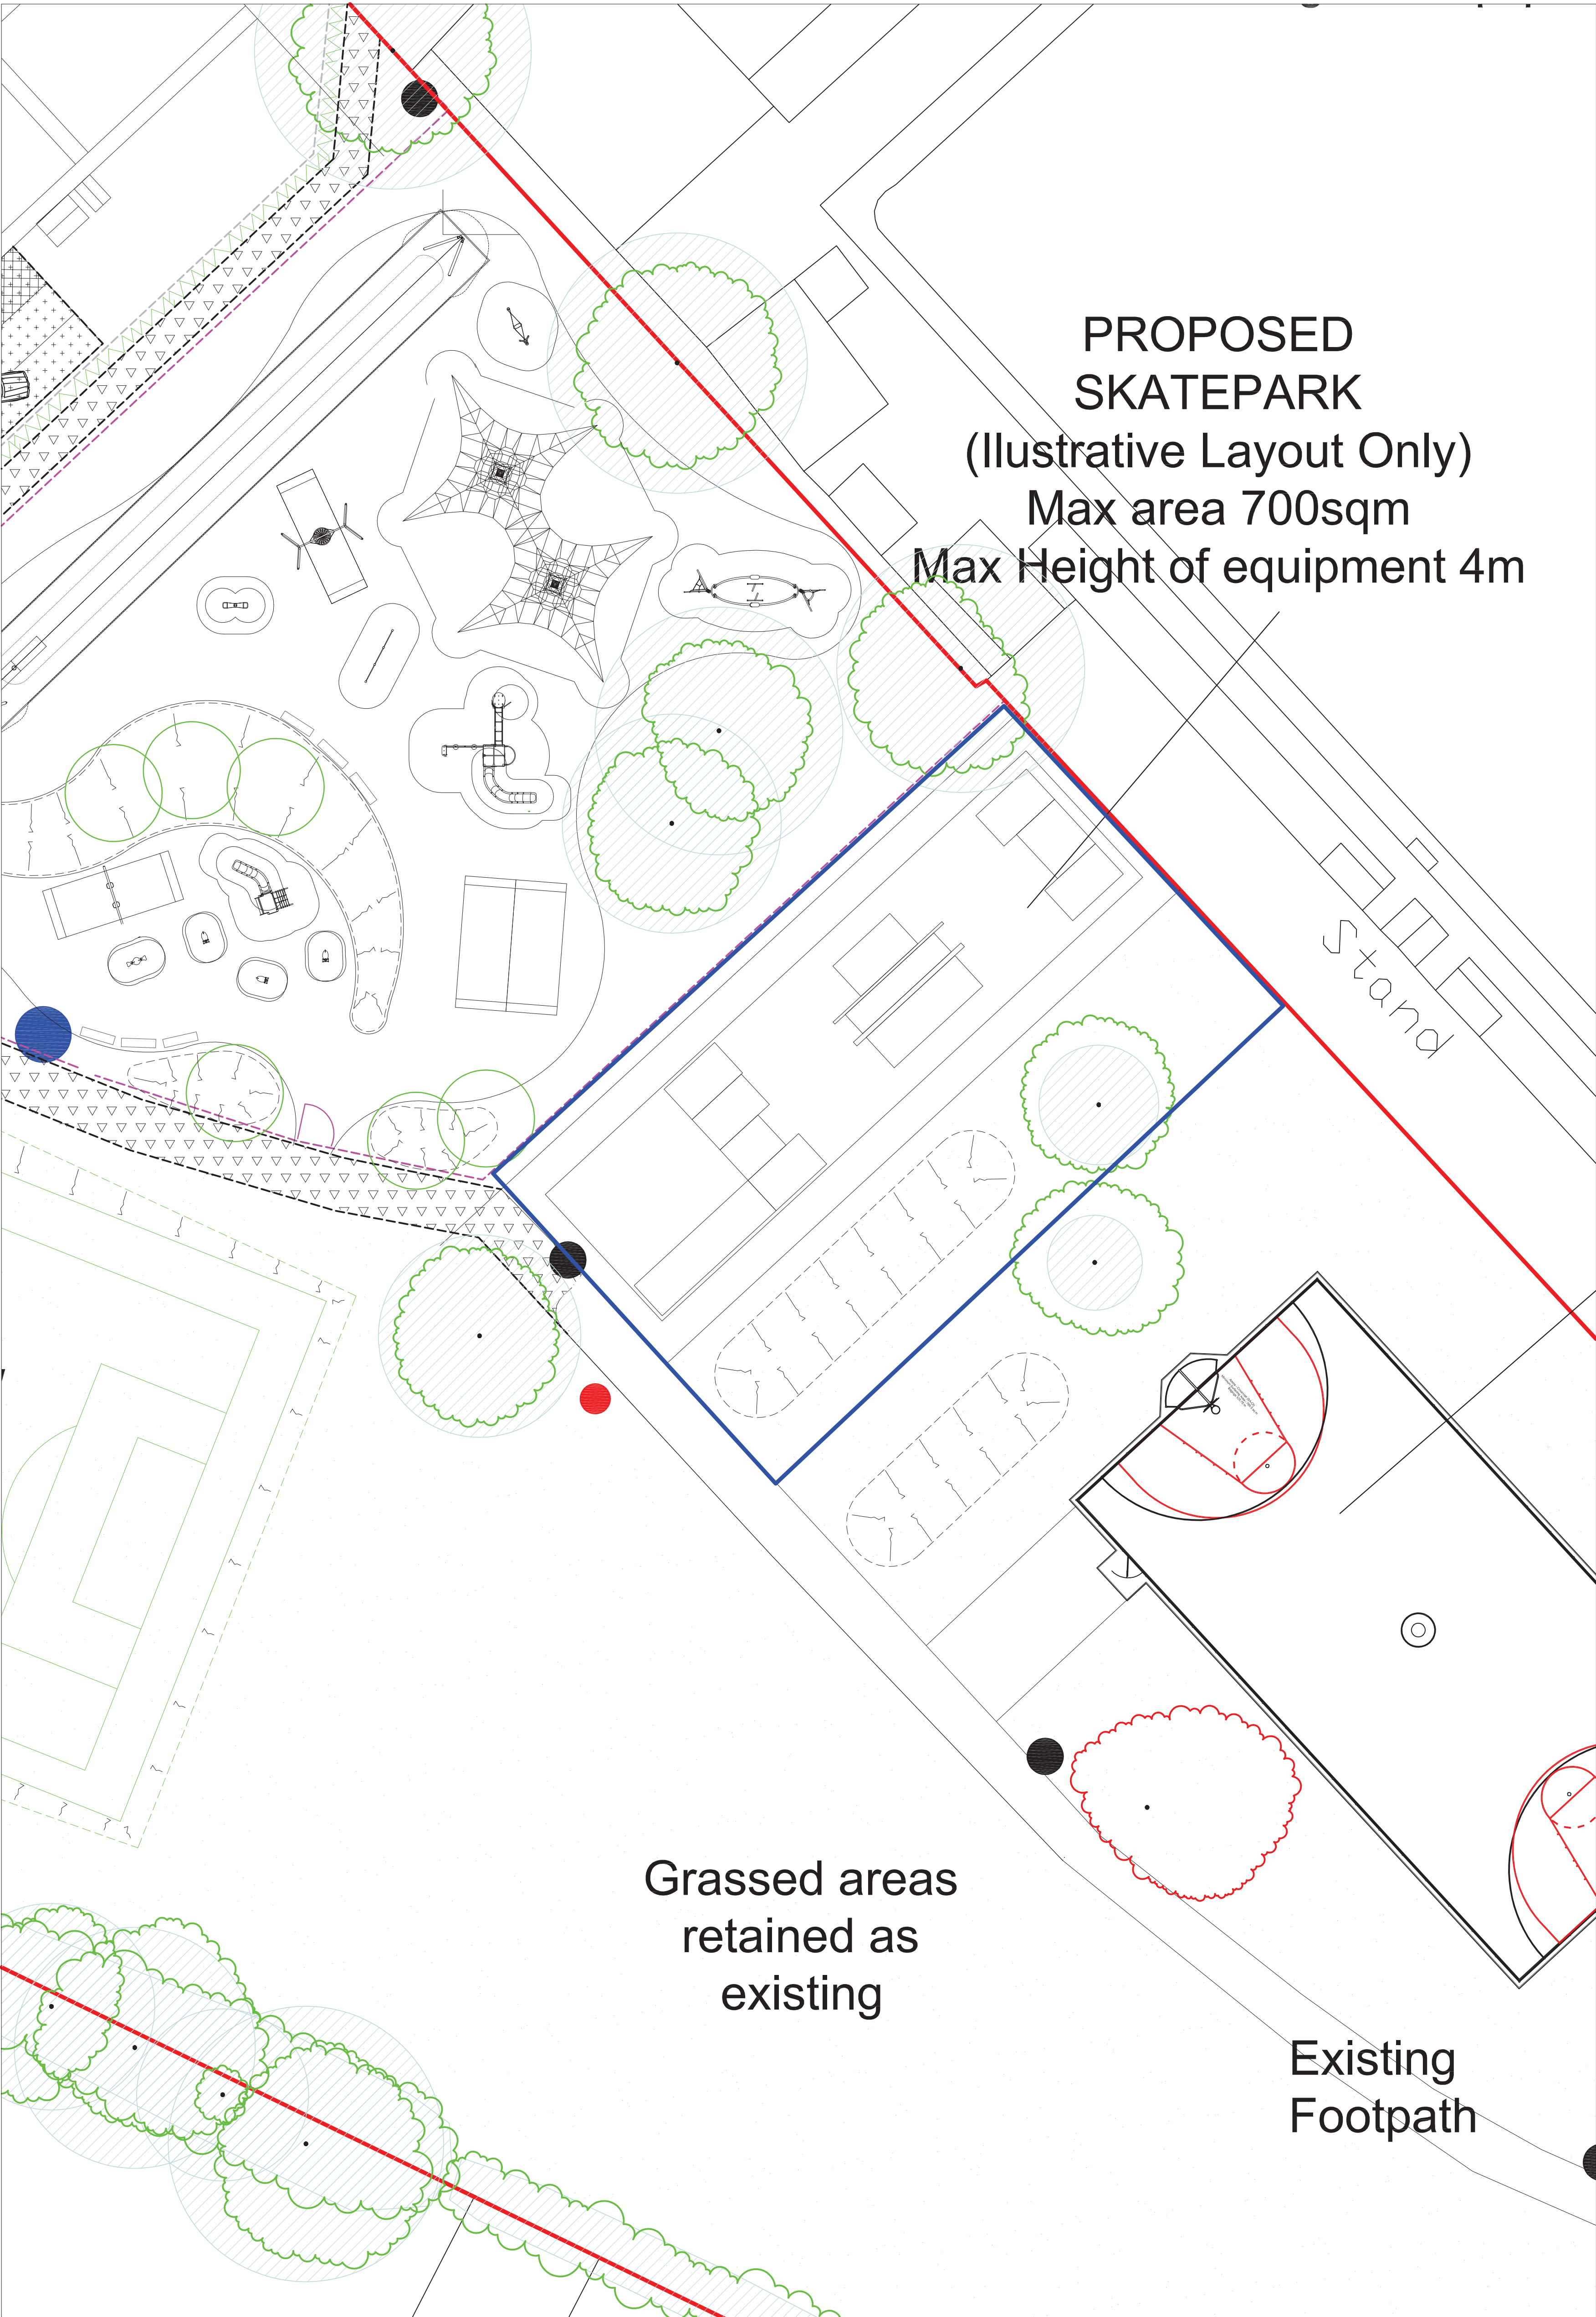 PROPOSED
SKATEPARK
(Ilustrative Layout Only)
Max area 700sqm
Max Height of equipment 4m
Stand
Grassed areas
retained as
existing
Existing
Footpath